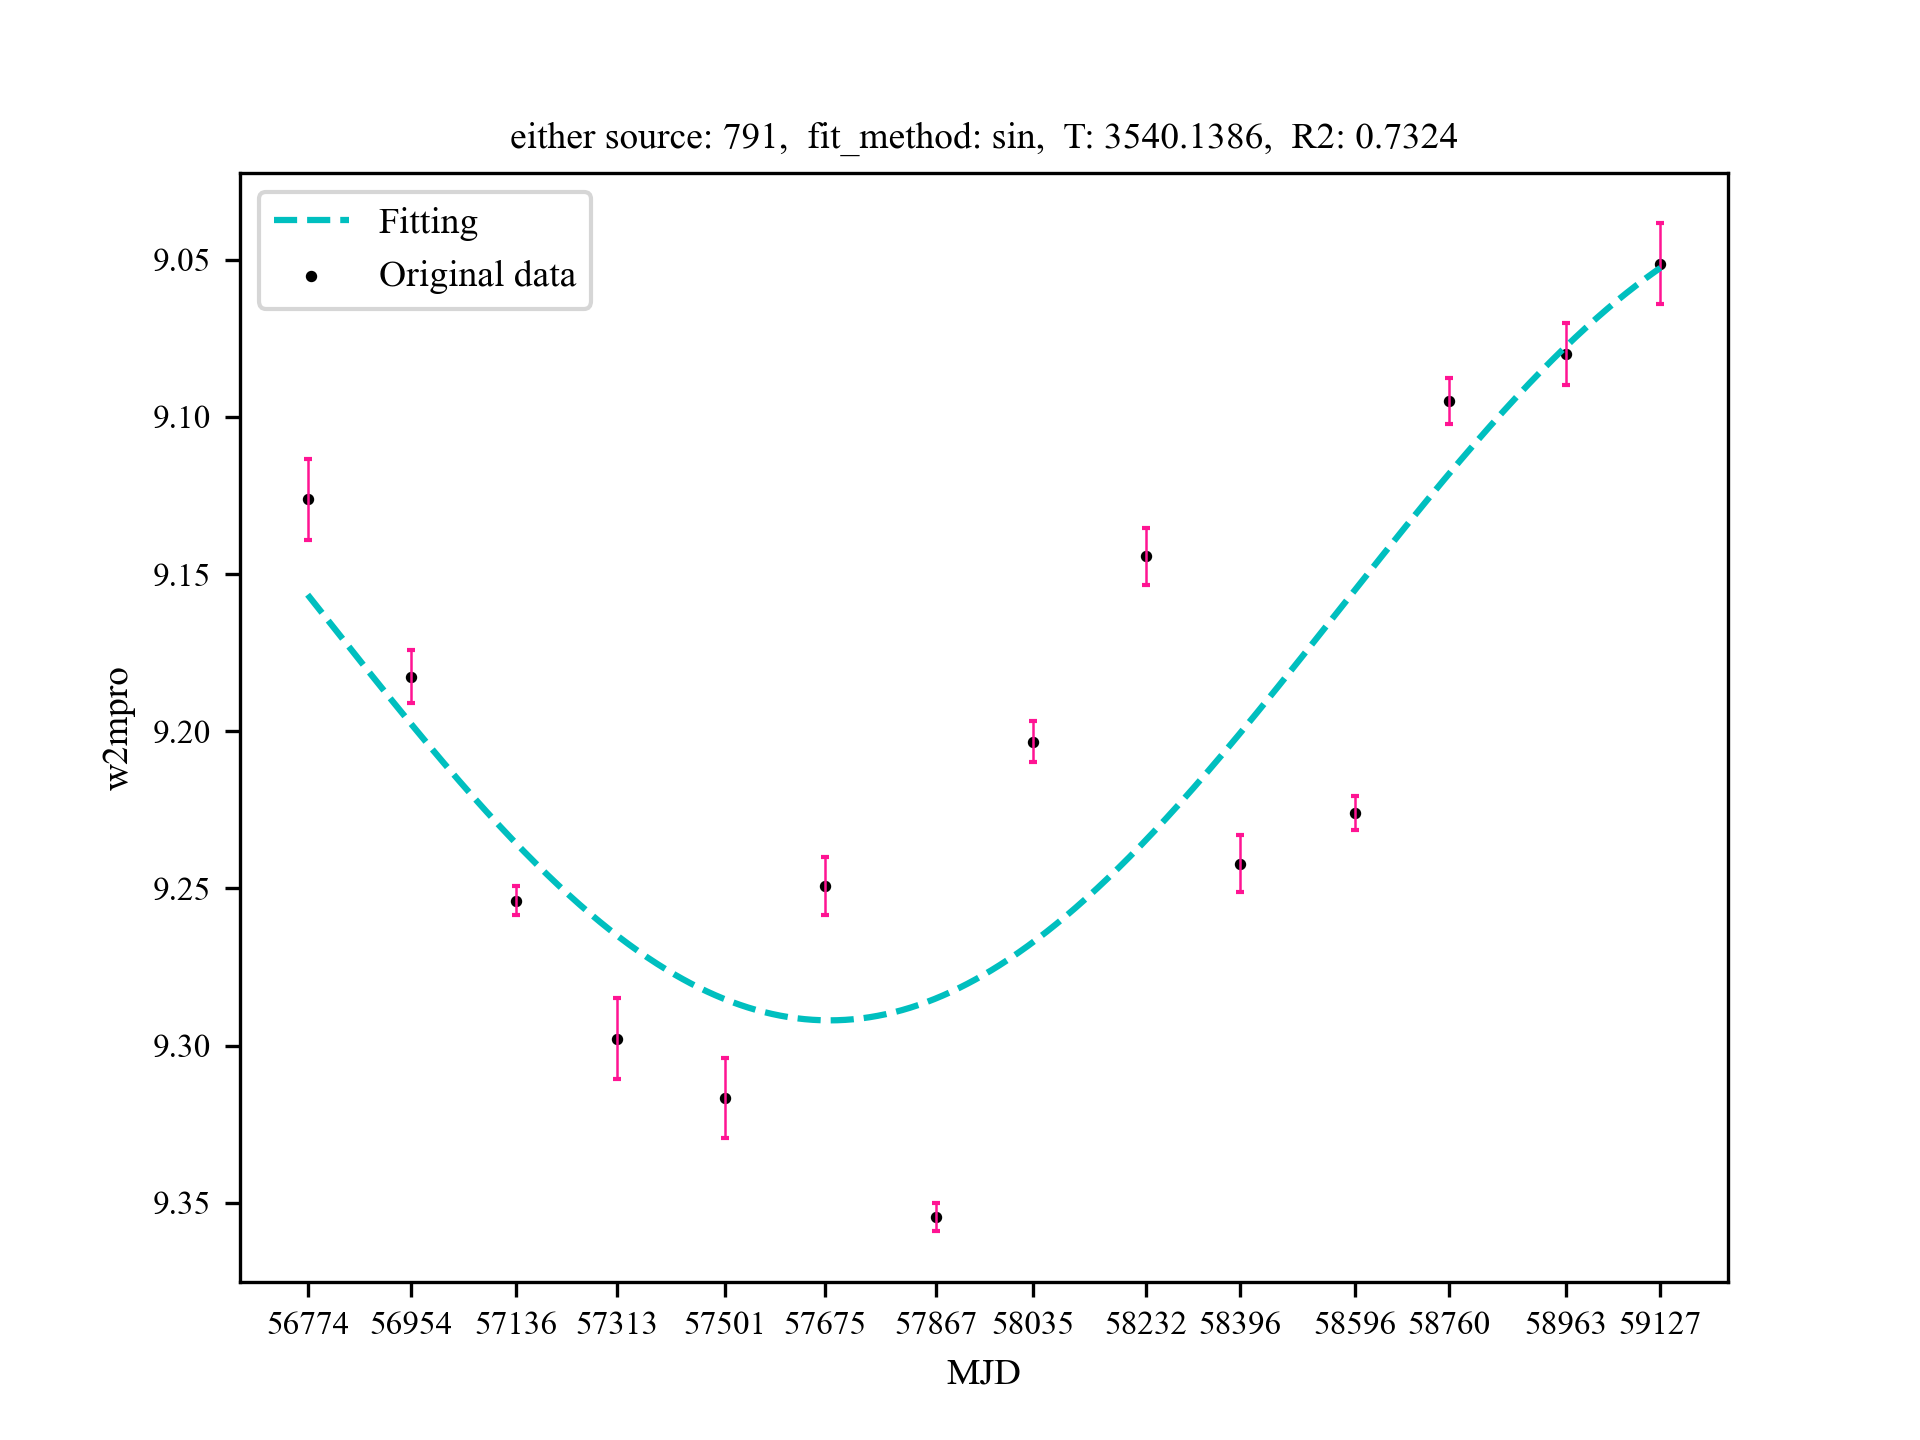 either source: 791,  fit_method: sin,  T: 3540.1386,  R2: 0.7324
Fitting
Original data
9.05
9.10
9.15
9.20
9.25
9.30
9.35
w2mpro
56774 56954 57136 57313 57501 57675 57867 58035 58232 58396 58596 58760 58963 59127
MJD